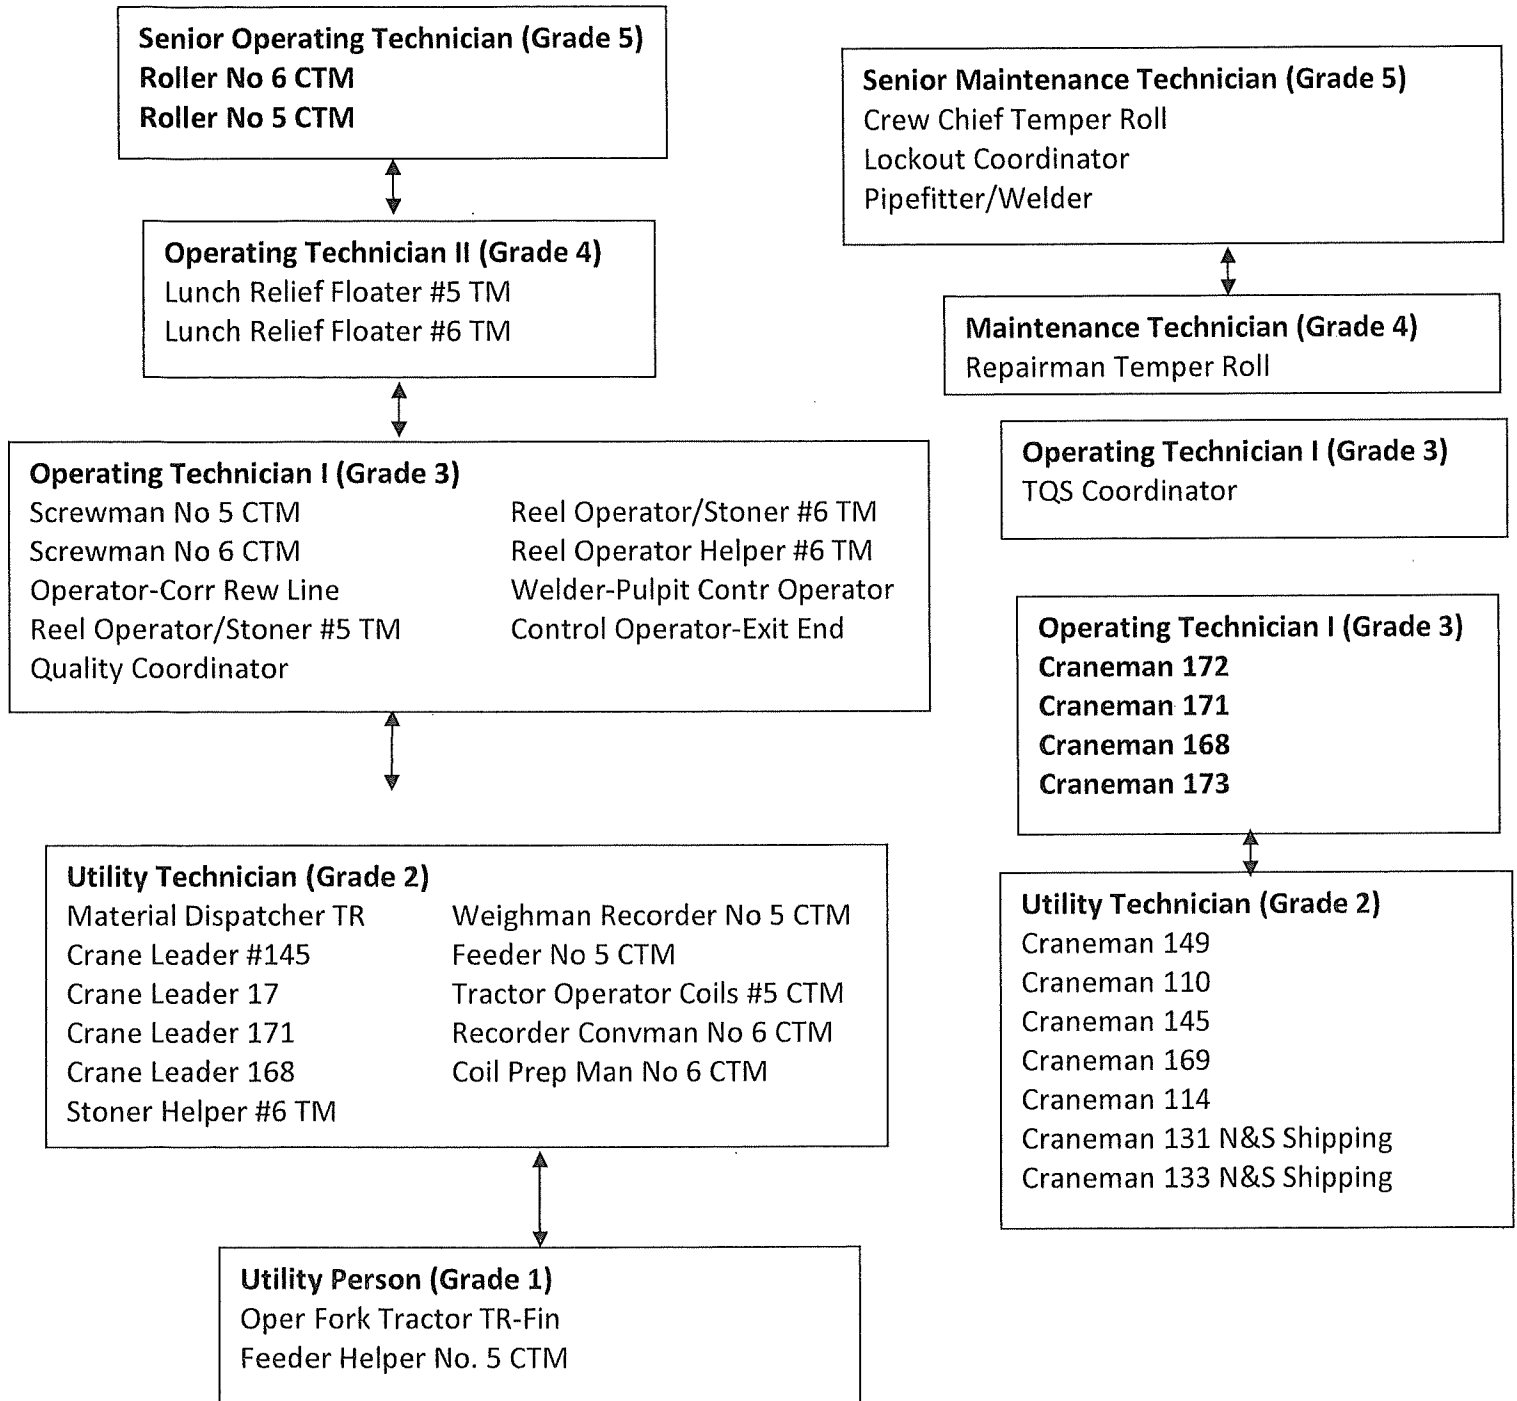 Senior Operating Technician (Grade 5)
Roller No 6 CTM
Roller No 5 CTM
Operating Technician II (Grade 4)
Lunch Relief Floater #5 TM
Lunch Relief Floater #6 TM
Operating Technician I (Grade 3)
Screwman No 5 CTM
Screwman No 6 CTM
Operator-Corr Rew Line
Reel Operator/Stoner #5 TM
Quality Coordinator
Reel Operator/Stoner #6 TM
Reel Operator Helper #6 TM
Welder-Pulpit Contr Operator
Control Operator-Exit End
Utility Technician (Grade 2)
Material Dispatcher TR
Crane Leader #145
Crane Leader 17
Crane Leader 171
Crane Leader 168
Stoner Helper #6 TM
Weighman Recorder No 5 CTM
Feeder No 5 CTM
Tractor Operator Coils #5 CTM
Recorder Convman No 6 CTM
Coil Prep Man No 6 CTM
Utility Person (Grade 1)
Oper Fork Tractor TR-Fin
Feeder Helper No. 5 CTM
Senior Maintenance Technician (Grade 5)
Crew Chief Temper Roll
Lockout Coordinator
Pipefitter/Welder
Maintenance Technician (Grade 4)
Repairman Temper Roll
Operating Technician I (Grade 3)
TQS Coordinator
Operating Technician I (Grade 3)
Craneman 172
Craneman 171
Craneman 168
Craneman 173
Utility Technician (Grade 2)
Craneman 149
Craneman 110
Craneman 145
Craneman 169
Craneman 114
Craneman 131 N&S Shipping
Craneman 133 N&S Shipping